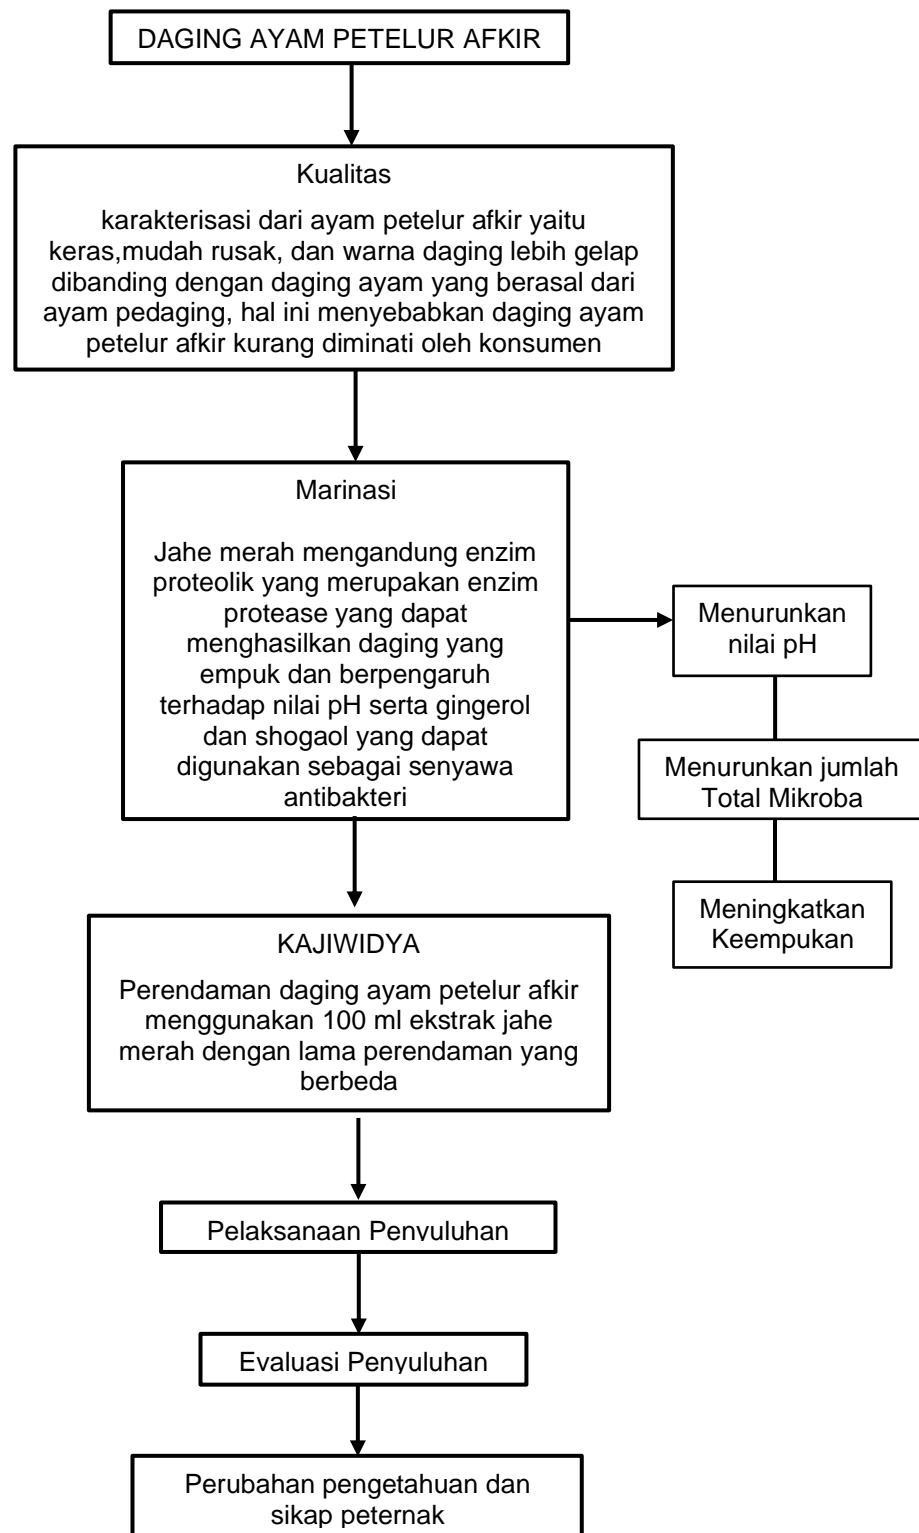 DAGING AYAM PETELUR AFKIR
Kualitas
karakterisasi dari ayam petelur afkir yaitu
keras,mudah rusak, dan warna daging lebih gelap
dibanding dengan daging ayam yang berasal dari
ayam pedaging, hal ini menyebabkan daging ayam
petelur afkir kurang diminati oleh konsumen
Marinasi
Jahe merah mengandung enzim
proteolik yang merupakan enzim
protease yang dapat
menghasilkan daging yang
empuk dan berpengaruh
terhadap nilai pH serta gingerol
dan shogaol yang dapat
digunakan sebagai senyawa
antibakteri
Menurunkan
nilai pH
Menurunkan jumlah
Total Mikroba
Meningkatkan
Keempukan
KAJIWIDYA
Perendaman daging ayam petelur afkir
menggunakan 100 ml ekstrak jahe
merah dengan lama perendaman yang
berbeda
Pelaksanaan Penyuluhan
Evaluasi Penyuluhan
Perubahan pengetahuan dan
sikap peternak